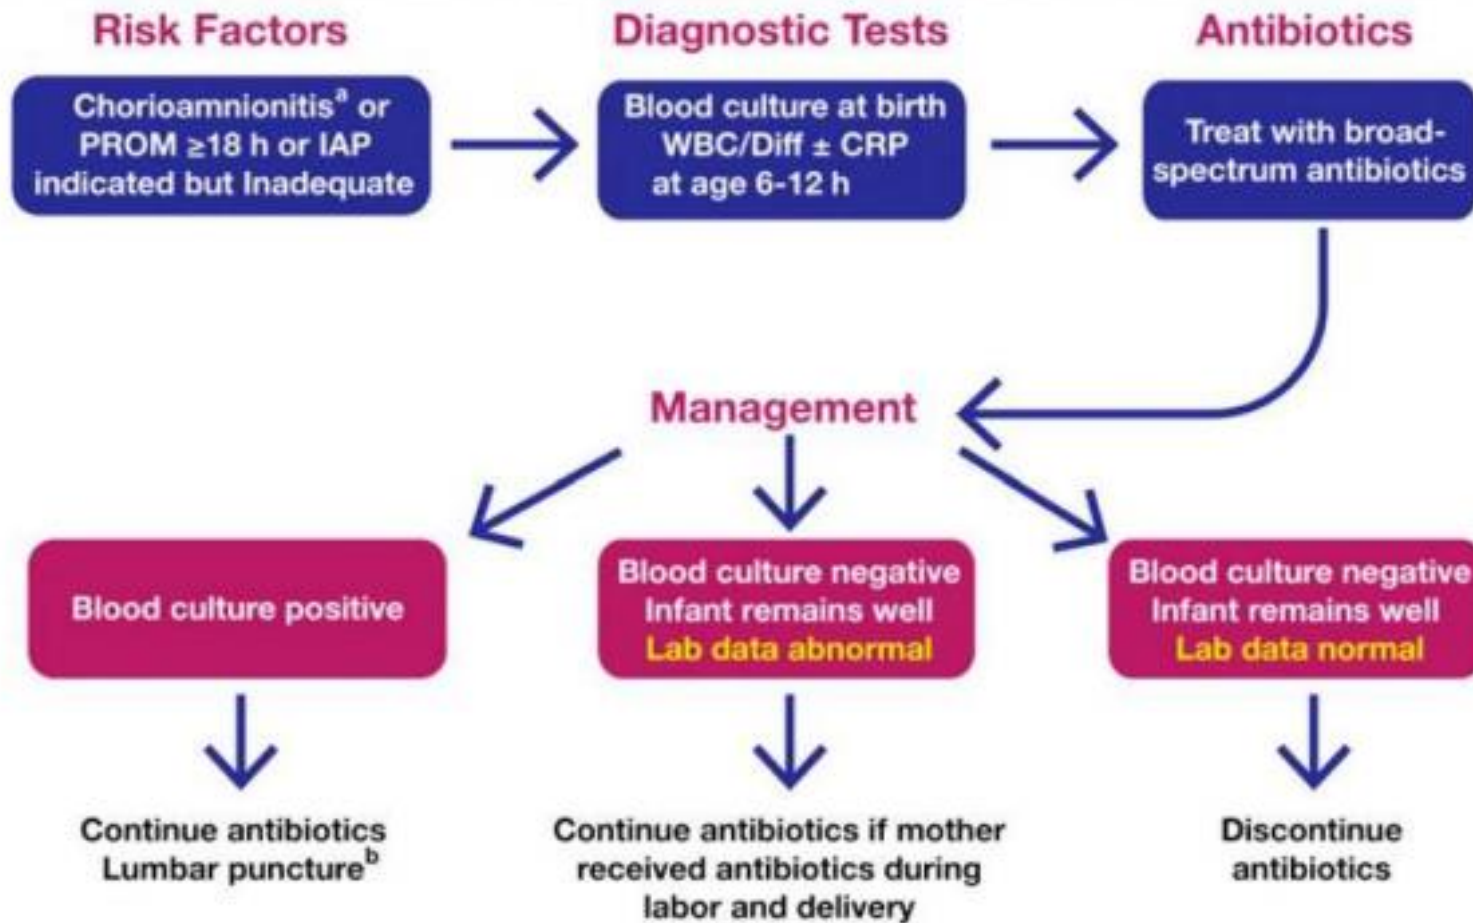 Risk Factors
Diagnostic Tests
Antibiotics
Chorioamnionitisᵃ or
PROM ≥18 h or IAP
indicated but Inadequate
Blood culture at birth
WBC/Diff ± CRP
at age 6-12 h
Treat with broad-
spectrum antibiotics
Management
Blood culture positive
Blood culture negative
Infant remains well
Lab data abnormal
Blood culture negative
Infant remains well
Lab data normal
Continue antibiotics
Lumbar punctureᵇ
Continue antibiotics if mother
received antibiotics during
labor and delivery
Discontinue
antibiotics